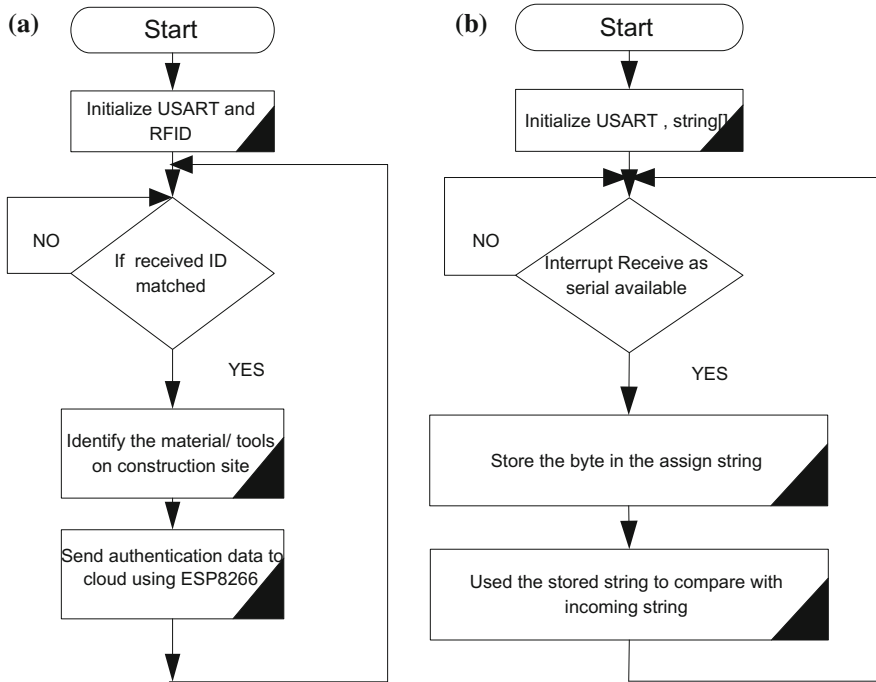 (a)
Start
Initialize USART and
RFID
NO
If received ID
matched
YES
Identify the material/ tools
on construction site
Send authentication data to
cloud using ESP8266
(b)
Start
Initialize USART , string[]
NO
Interrupt Receive as
serial available
YES
Store the byte in the assign string
Used the stored string to compare with
incoming string